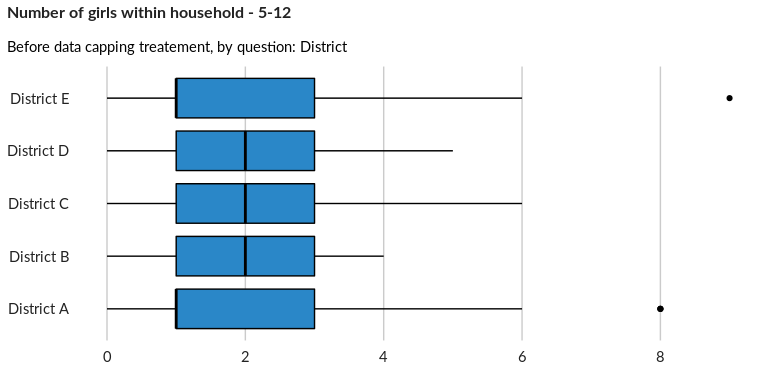 Number of girls within household - 5-12
Before data capping treatement, by question: District
District E
District D
District C
District B
District A
0 2 4 6 8